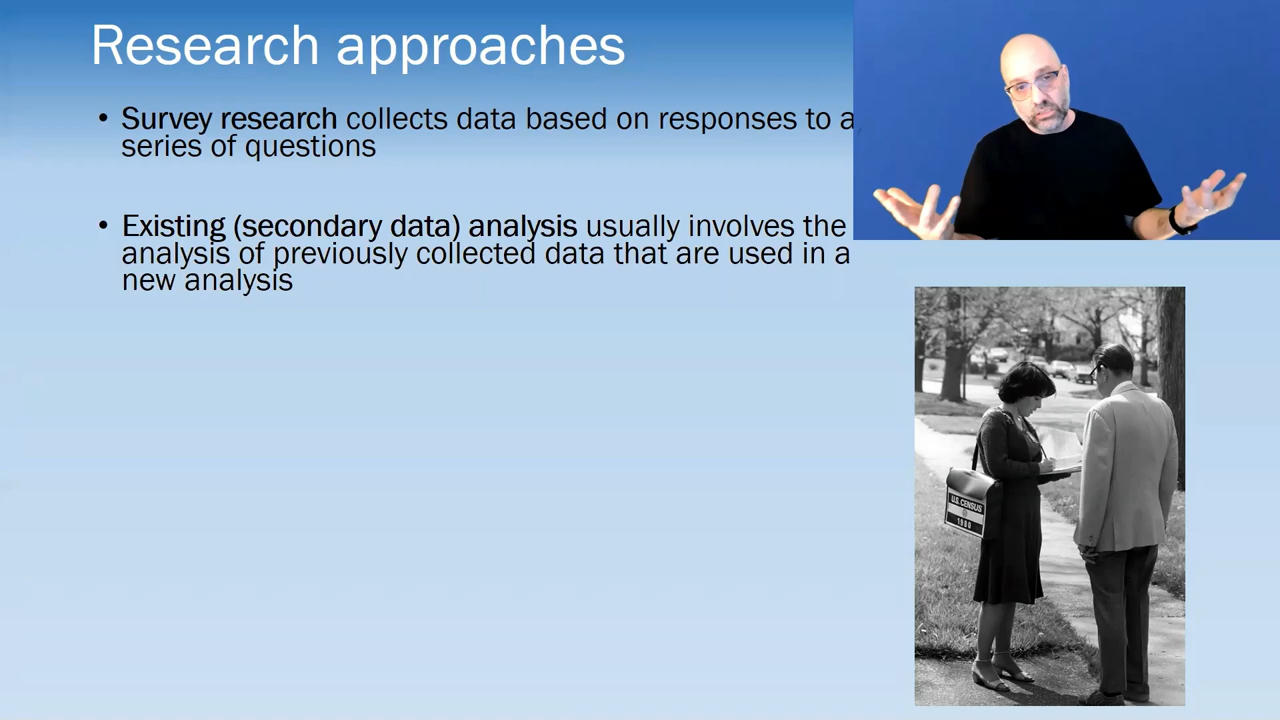 Research approaches
• Survey research collects data based on responses to a
series of questions
• Existing (secondary data) analysis usually involves the
analysis of previously collected data that are used in a
new analysis
U.S. CENSUS
1980